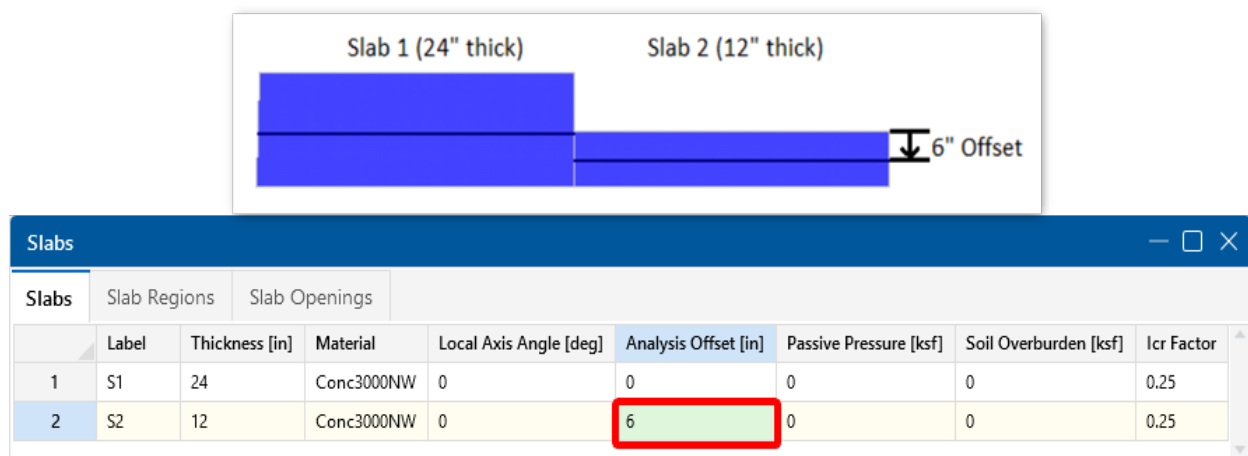 Slab 1 (24" thick) Slab 2 (12" thick)
6" Offset
Slabs
Slabs Slab Regions Slab Openings
Label Thickness [in] Material Local Axis Angle [deg] Analysis Offset [in] Passive Pressure [ksf] Soil Overburden [ksf] Icr Factor
1 S1 24 Conc3000NW 0 0 0 0 0.25
2 S2 12 Conc3000NW 0 6 0 0 0.25